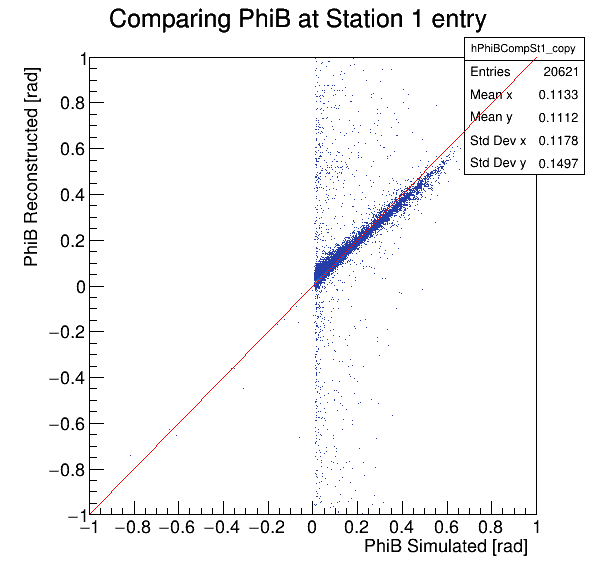 Comparing PhiB at Station 1 entry
hPhiBCompSt1_copy
Entries 20621
Mean x 0.1133
Mean y 0.1112
Std Dev x 0.1178
Std Dev y 0.1497
PhiB Reconstructed [rad]
1
0.8
0.6
0.4
0.2
0
−0.2
−0.4
−0.6
−0.8
−1
−1 −0.8 −0.6 −0.4 −0.2 0 0.2 0.4 0.6 0.8 1
PhiB Simulated [rad]